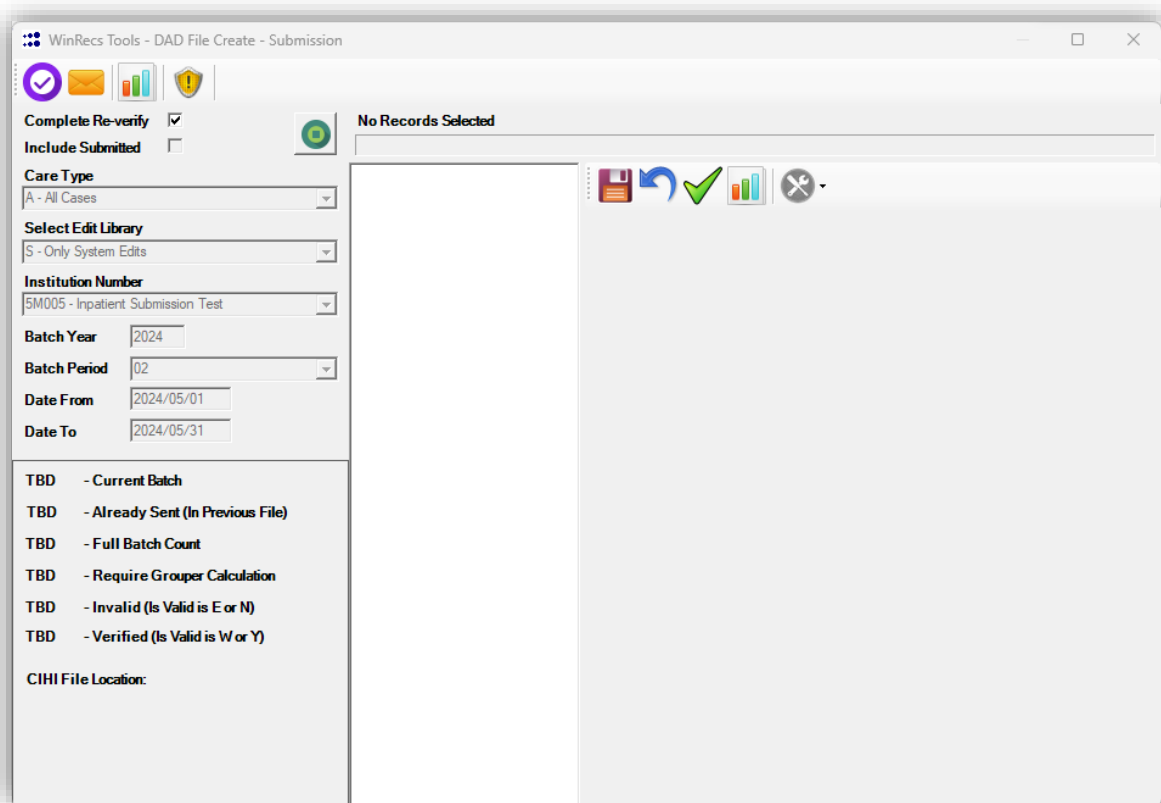 WinRecs Tools - DAD File Create - Submission
Complete Re-verify
Include Submitted
No Records Selected
Care Type
A - All Cases
Select Edit Library
S - Only System Edits
Institution Number
5M005 - Inpatient Submission Test
Batch Year 2024
Batch Period 02
Date From 2024/05/01
Date To 2024/05/31
TBD - Current Batch
TBD - Already Sent (In Previous File)
TBD - Full Batch Count
TBD - Require Grouper Calculation
TBD - Invalid (Is Valid is E or N)
TBD - Verified (Is Valid is W or Y)
CIHI File Location: